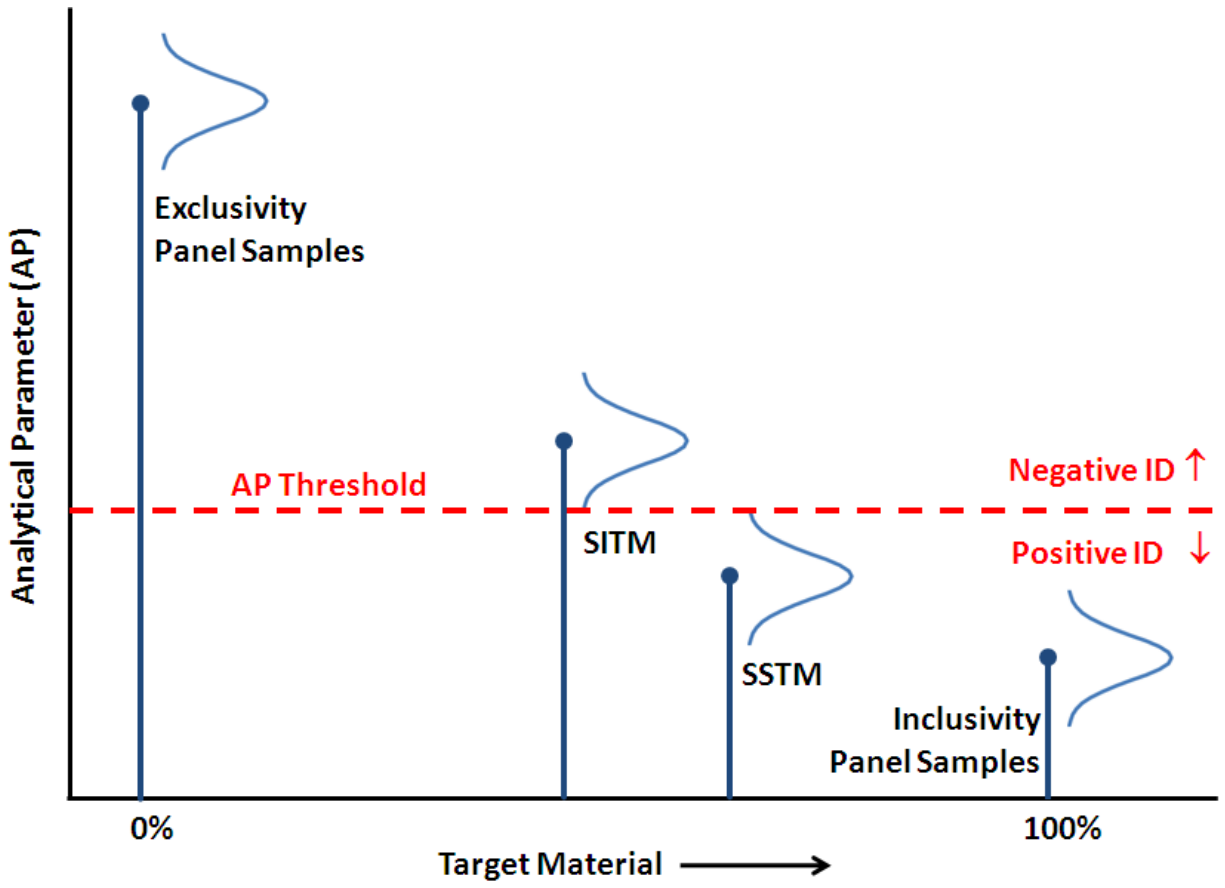 Analytical Parameter (AP)
Exclusivity
Panel Samples
AP Threshold
Negative ID ↑
SITM
Positive ID ↓
SSTM
Inclusivity
Panel Samples
0%
100%
Target Material